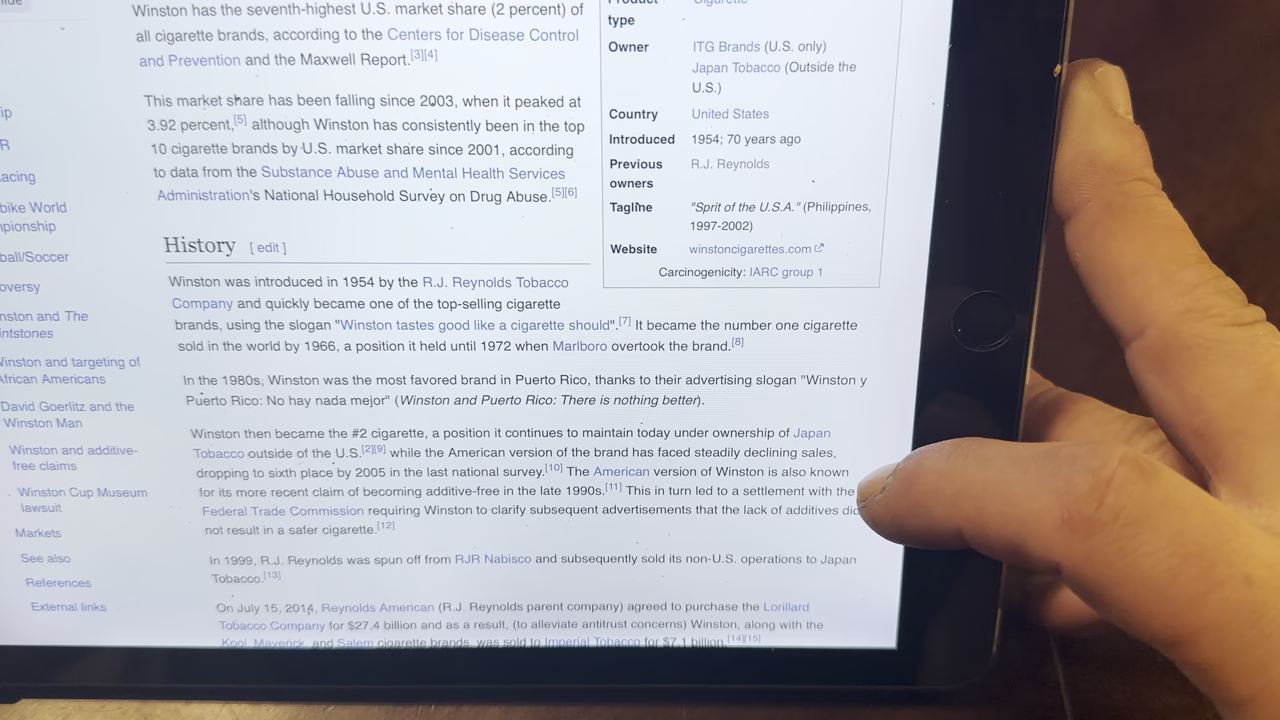 Winston has the seventh-highest U.S. market share (2 percent) of
all cigarette brands, according to the Centers for Disease Control
and Prevention and the Maxwell Report.[3][4]
This market share has been falling since 2003, when it peaked at
3.92 percent,[5] although Winston has consistently been in the top
10 cigarette brands by U.S. market share since 2001, according
to data from the Substance Abuse and Mental Health Services
Administration's National Household Survey on Drug Abuse.[5][6]
Product Cigarette
type
Owner ITG Brands (U.S. only)
Japan Tobacco (Outside the
U.S.)
Country United States
Introduced 1954; 70 years ago
Previous R.J. Reynolds
owners
Tagline "Sprit of the U.S.A." (Philippines,
1997-2002)
Website winstoncigarettes.com
Carcinogenicity: IARC group 1
History [ edit ]
Winston was introduced in 1954 by the R.J. Reynolds Tobacco
Company and quickly became one of the top-selling cigarette
brands, using the slogan "Winston tastes good like a cigarette should".[7] It became the number one cigarette
sold in the world by 1966, a position it held until 1972 when Marlboro overtook the brand.[8]
In the 1980s, Winston was the most favored brand in Puerto Rico, thanks to their advertising slogan "Winston y
Puerto Rico: No hay nada mejor" (Winston and Puerto Rico: There is nothing better).
Winston then became the #2 cigarette, a position it continues to maintain today under ownership of Japan
Tobacco outside of the U.S.[2][9] while the American version of the brand has faced steadily declining sales,
dropping to sixth place by 2005 in the last national survey.[10] The American version of Winston is also known
for its more recent claim of becoming additive-free in the late 1990s.[11] This in turn led to a settlement with the
Federal Trade Commission requiring Winston to clarify subsequent advertisements that the lack of additives did
not result in a safer cigarette.[12]
In 1999, R.J. Reynolds was spun off from RJR Nabisco and subsequently sold its non-U.S. operations to Japan
Tobacco.[13]
On July 15, 2014, Reynolds American (R.J. Reynolds parent company) agreed to purchase the Lorillard
Tobacco Company for $27.4 billion and as a result, (to alleviate antitrust concerns) Winston, along with the
Kool, Maverick, and Salem cigarette brands, was sold to Imperial Tobacco for $7.1 billion.[14][15]
ip
R
acing
bike World
pionship
ball/Soccer
oversy
nston and The
intstones
Winston and targeting of
African Americans
David Goerlitz and the
Winston Man
Winston and additive-
free claims
Winston Cup Museum
lawsuit
Markets
See also
References
External links